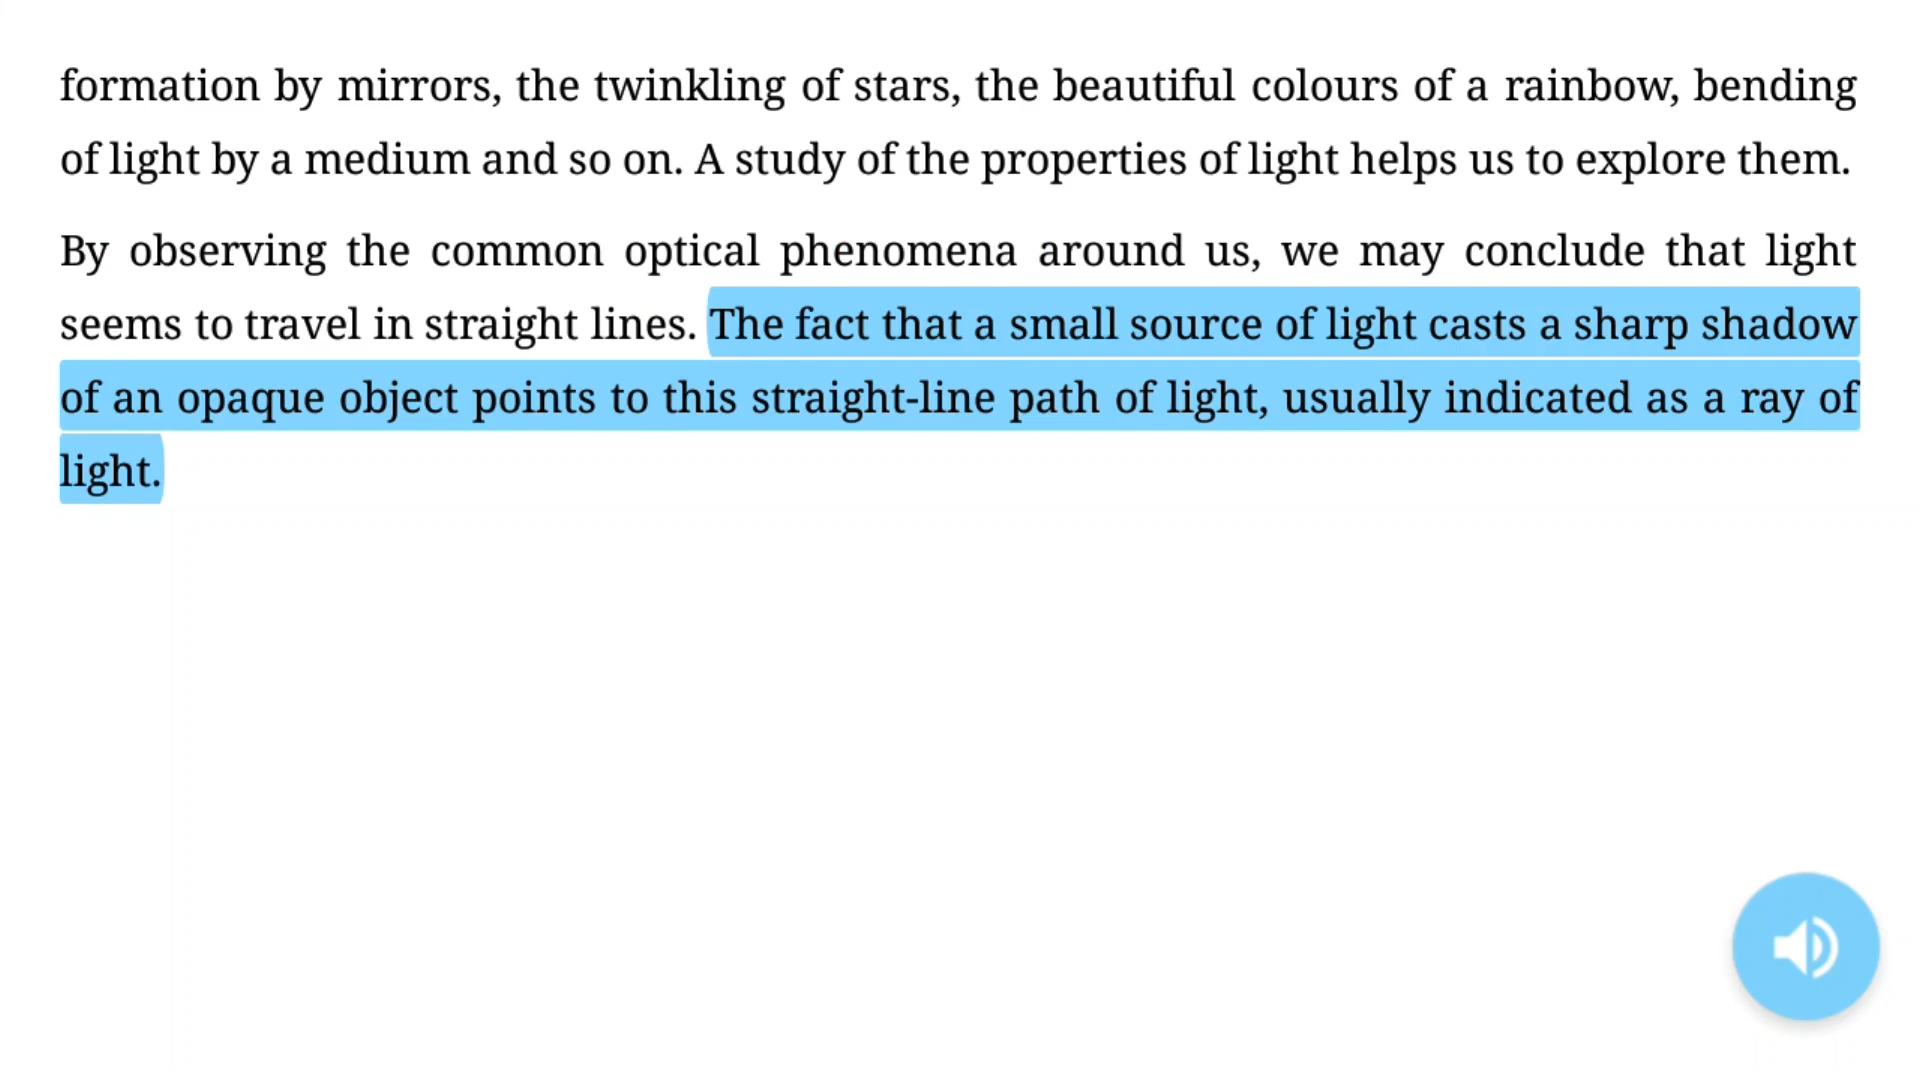 formation by mirrors, the twinkling of stars, the beautiful colours of a rainbow, bending
of light by a medium and so on. A study of the properties of light helps us to explore them.
By observing the common optical phenomena around us, we may conclude that light
seems to travel in straight lines. The fact that a small source of light casts a sharp shadow
of an opaque object points to this straight-line path of light, usually indicated as a ray of
light.